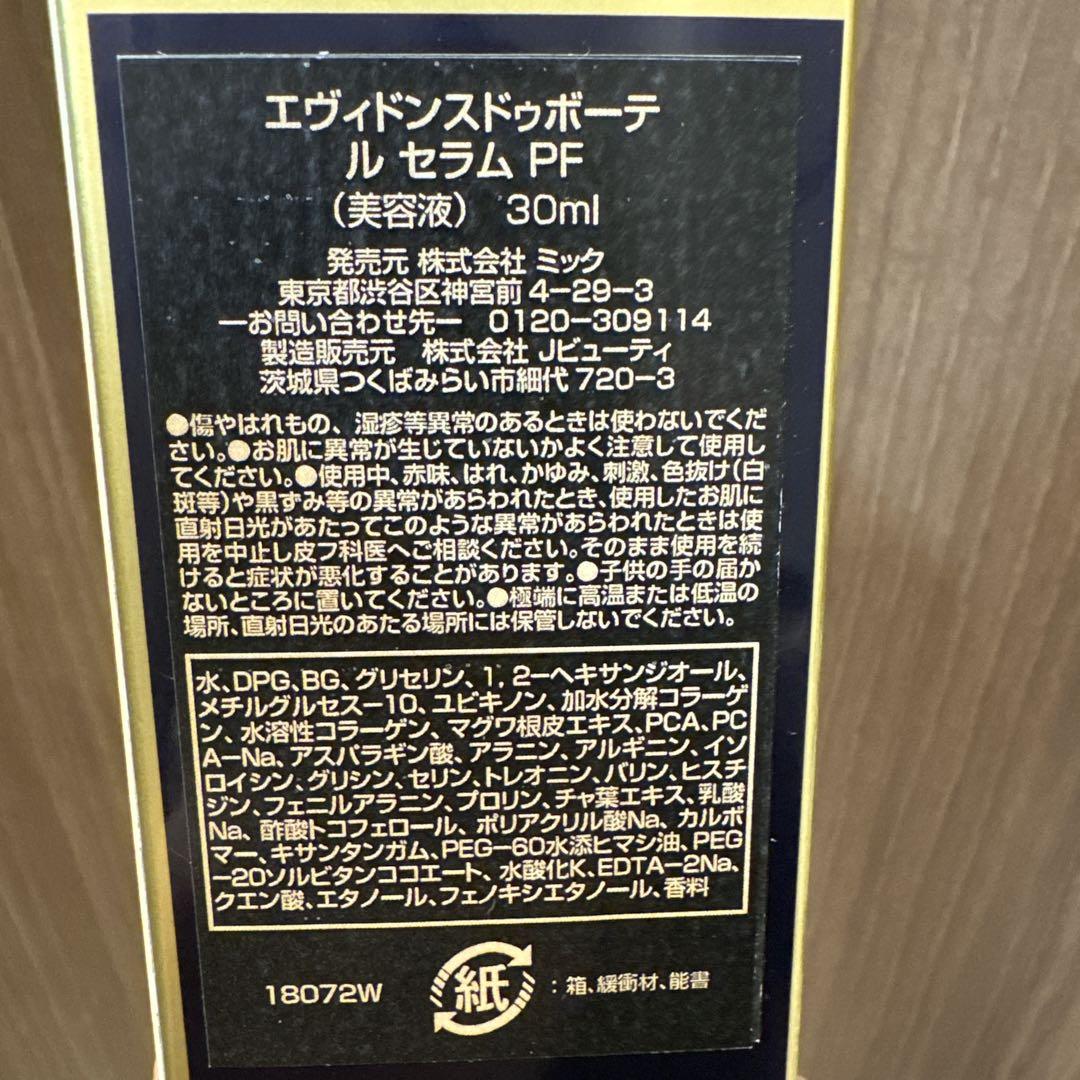 エヴィドンスドゥボーテ
ル セラム PF
(美容液) 30ml
発売元 株式会社 ミック
東京都渋谷区神宮前 4-29-3
ーお問い合わせ先ー 0120-309114
製造販売元 株式会社 Jビューティ
茨城県つくばみらい市細代 720-3
●傷やはれもの、湿疹等異常のあるときは使わないでくだ
さい。●お肌に異常が生じていないかよく注意して使用し
てください。●使用中、赤味、はれ、かゆみ、刺激、色抜け(白
斑等)や黒ずみ等の異常があらわれたとき、使用したお肌に
直射日光があたってこのような異常があらわれたときは使
用を中止し皮フ科医へご相談ください。そのまま使用を続
けると症状が悪化することがあります。●子供の手の届か
ないところに置いてください。●極端に高温または低温の
場所、直射日光のあたる場所には保管しないでください。
水、DPG、BG、グリセリン、1, 2-ヘキサンジオール、
メチルグルセス-10、ユビキノン、加水分解コラーゲ
ン、水溶性コラーゲン、マグワ根皮エキス、PCA、PC
A-Na、アスパラギン酸、アラニン、アルギニン、イソ
ロイシン、グリシン、セリン、トレオニン、バリン、ヒスチ
ジン、フェニルアラニン、プロリン、チャ葉エキス、乳酸
Na、酢酸トコフェロール、ポリアクリル酸Na、カルボ
マー、キサンタンガム、PEG-60水添ヒマシ油、PEG
-20ソルビタンココエート、水酸化K、EDTA-2Na、
クエン酸、エタノール、フェノキシエタノール、香料
18072W 紙 : 箱、緩衝材、能書